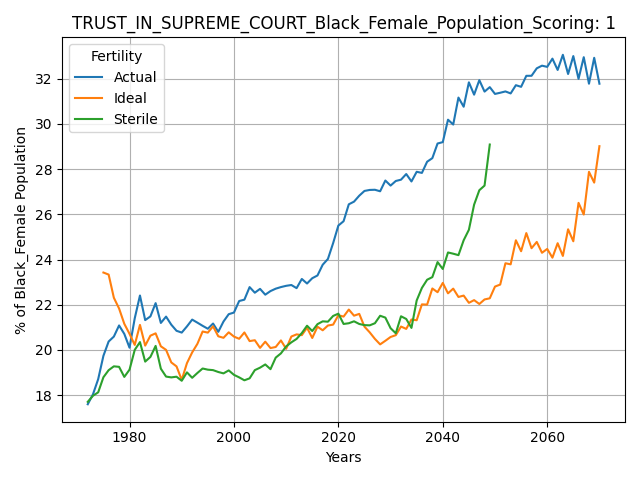 TRUST_IN_SUPREME_COURT_Black_Female_Population_Scoring: 1
Fertility
Actual
Ideal
Sterile
% of Black_Female Population
32
30
28
26
24
22
20
18
1980
2000
2020
2040
2060
Years